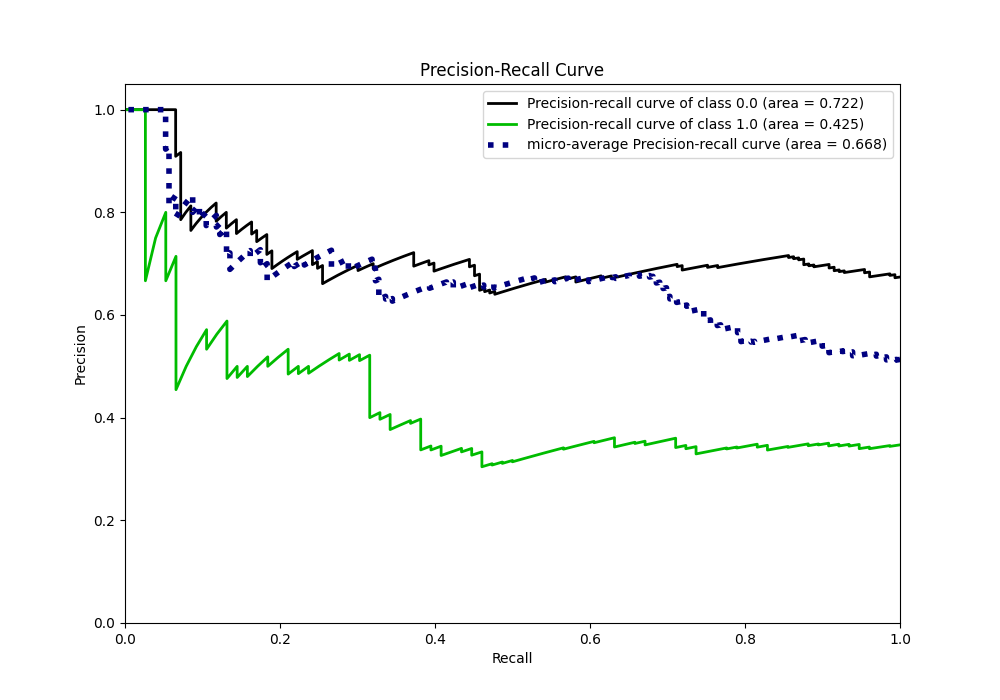 Precision-Recall Curve
Precision-recall curve of class 0.0 (area = 0.722)
Precision-recall curve of class 1.0 (area = 0.425)
micro-average Precision-recall curve (area = 0.668)
1.0
0.8
0.6
0.4
0.2
0.0
Precision
0.0 0.2 0.4 0.6 0.8 1.0
Recall